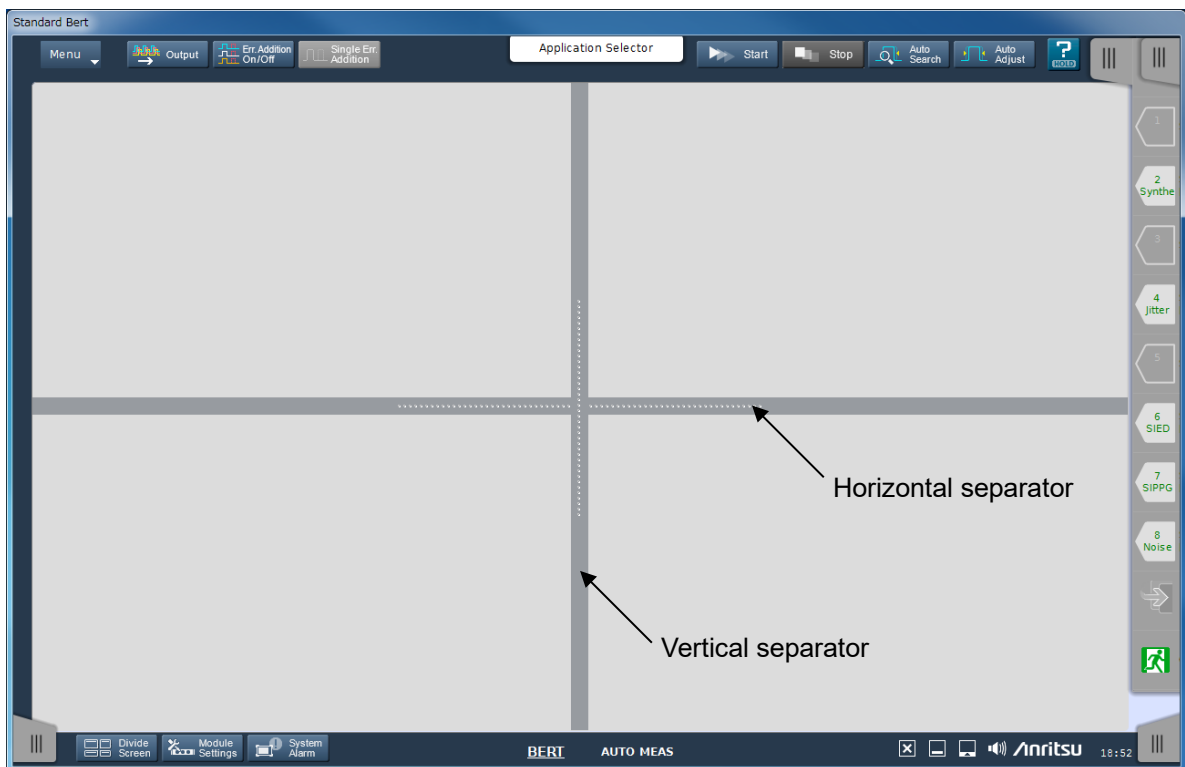 Standard Bert
Menu
Output
Err.Addition
On/Off
Single Err.
Addition
Application Selector
Start
Stop
Auto
Search
Auto
Adjust
?
HOLD
1
2
Synthe
3
4
Jitter
5
6
SIED
7
SIPPG
8
Noise
Horizontal separator
Vertical separator
Divide
Screen
Module
Settings
System
Alarm
BERT
AUTO MEAS
Anritsu
18:52